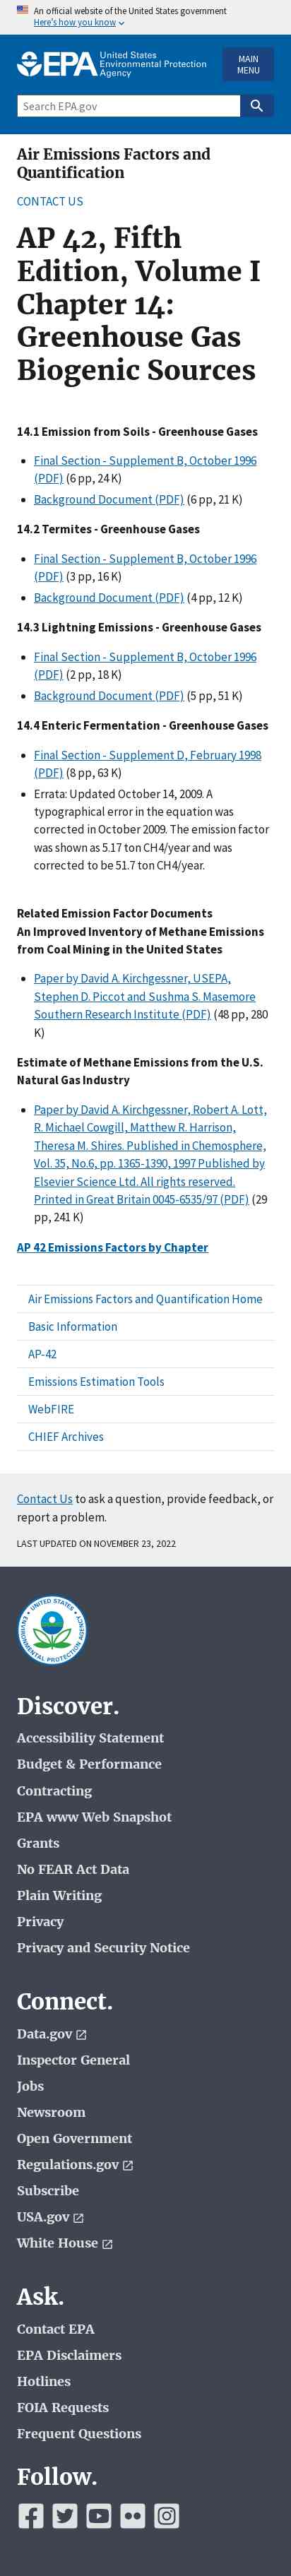 An official website of the United States government
Here's how you know
EPA United States
Environmental Protection
Agency
MAIN
MENU
Search EPA.gov
Air Emissions Factors and
Quantification
CONTACT US
AP 42, Fifth
Edition, Volume I
Chapter 14:
Greenhouse Gas
Biogenic Sources
14.1 Emission from Soils - Greenhouse Gases
• Final Section - Supplement B, October 1996
(PDF) (6 pp, 24 K)
• Background Document (PDF) (6 pp, 21 K)
14.2 Termites - Greenhouse Gases
• Final Section - Supplement B, October 1996
(PDF) (3 pp, 16 K)
• Background Document (PDF) (4 pp, 12 K)
14.3 Lightning Emissions - Greenhouse Gases
• Final Section - Supplement B, October 1996
(PDF) (2 pp, 18 K)
• Background Document (PDF) (5 pp, 51 K)
14.4 Enteric Fermentation - Greenhouse Gases
• Final Section - Supplement D, February 1998
(PDF) (8 pp, 63 K)
• Errata: Updated October 14, 2009. A
typographical error in the equation was
corrected in October 2009. The emission factor
was shown as 5.17 ton CH4/year and was
corrected to be 51.7 ton CH4/year.
Related Emission Factor Documents
An Improved Inventory of Methane Emissions
from Coal Mining in the United States
• Paper by David A. Kirchgessner, USEPA,
Stephen D. Piccot and Sushma S. Masemore
Southern Research Institute (PDF) (48 pp, 280
K)
Estimate of Methane Emissions from the U.S.
Natural Gas Industry
• Paper by David A. Kirchgessner, Robert A. Lott,
R. Michael Cowgill, Matthew R. Harrison,
Theresa M. Shires. Published in Chemosphere,
Vol. 35, No.6, pp. 1365-1390, 1997 Published by
Elsevier Science Ltd. All rights reserved.
Printed in Great Britain 0045-6535/97 (PDF) (29
pp, 241 K)
AP 42 Emissions Factors by Chapter
Air Emissions Factors and Quantification Home
Basic Information
AP-42
Emissions Estimation Tools
WebFIRE
CHIEF Archives
Contact Us to ask a question, provide feedback, or
report a problem.
LAST UPDATED ON NOVEMBER 23, 2022
UNITED STATES
ENVIRONMENTAL PROTECTION AGENCY
Discover.
Accessibility Statement
Budget & Performance
Contracting
EPA www Web Snapshot
Grants
No FEAR Act Data
Plain Writing
Privacy
Privacy and Security Notice
Connect.
Data.gov
Inspector General
Jobs
Newsroom
Open Government
Regulations.gov
Subscribe
USA.gov
White House
Ask.
Contact EPA
EPA Disclaimers
Hotlines
FOIA Requests
Frequent Questions
Follow.